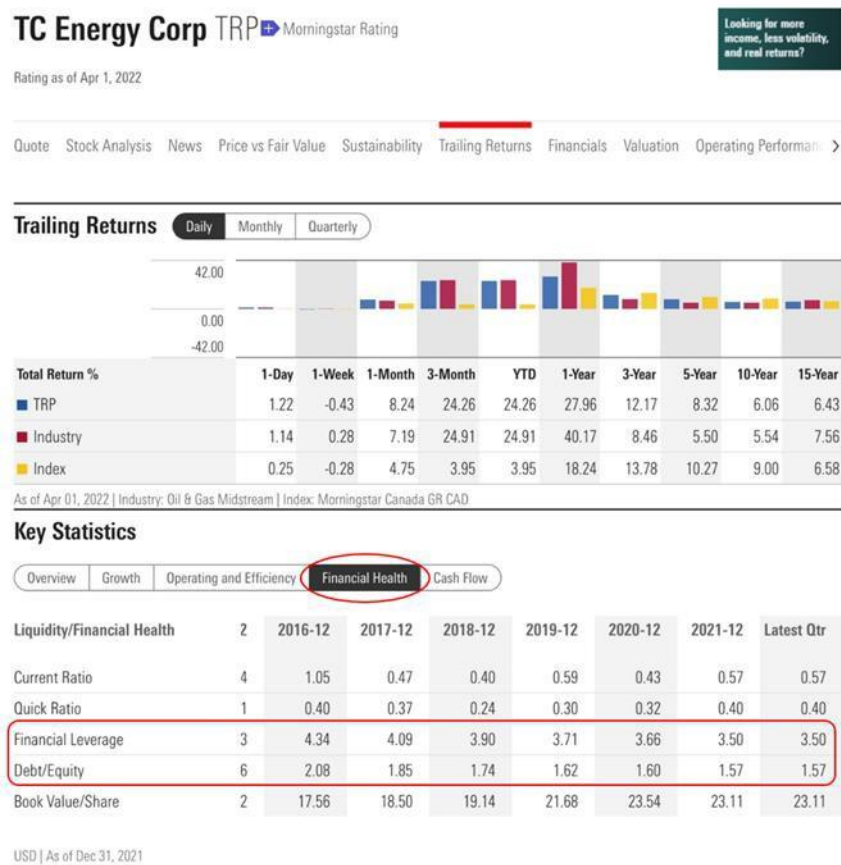 TC Energy Corp TRP Morningstar Rating
Looking for more
income, less volatility,
and real returns?
Rating as of Apr 1, 2022
Quote Stock Analysis News Price vs Fair Value Sustainability Trailing Returns Financials Valuation Operating
Trailing Returns Daily Monthly Quarterly
42.00
0.00
-42.00
Total Return % 1-Day 1-Week 1-Month 3-Month YTD 1-Year 3-Year 5-Year 10-Year 15-Year
TRP 1.22 -0.43 8.24 24.26 24.26 27.96 12.17 8.32 6.06 6.43
Industry 1.14 0.28 7.19 24.91 24.91 40.17 8.46 5.50 5.54 7.56
Index 0.25 -0.28 4.75 3.95 3.95 18.24 13.78 10.27 9.00 6.58
As of Apr 01, 2022 | Industry: Oil & Gas Midstream | Index: Morningstar Canada GR CAD
Key Statistics
Overview Growth Operating and Efficiency Financial Health Cash Flow
Liquidity/Financial Health 2 2016-12 2017-12 2018-12 2019-12 2020-12 2021-12 Latest Qtr
Current Ratio 4 1.05 0.47 0.40 0.59 0.43 0.57 0.57
Quick Ratio 1 0.40 0.37 0.24 0.30 0.32 0.40 0.40
Financial Leverage 3 4.34 4.09 3.90 3.71 3.66 3.50 3.50
Debt/Equity 6 2.08 1.85 1.74 1.62 1.60 1.57 1.57
Book Value/Share 2 17.56 18.50 19.14 21.68 23.54 23.11 23.11
USD | As of Dec 31, 2021